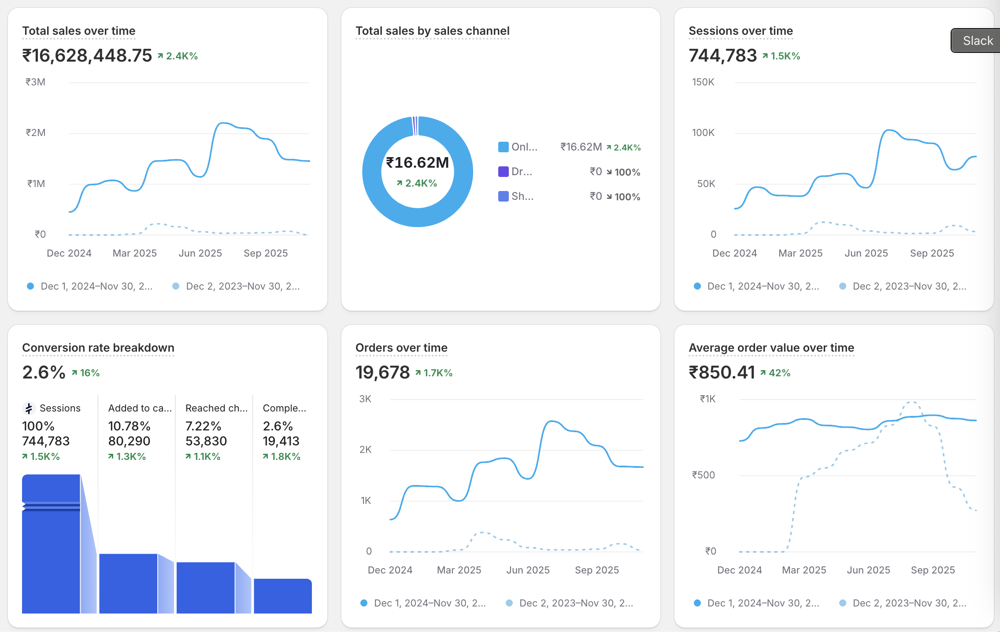 Total sales over time
₹16,628,448.75 2.4K%
₹3M
₹2M
₹1M
₹0
Dec 2024 Mar 2025 Jun 2025 Sep 2025
Dec 1, 2024–Nov 30, 2... Dec 2, 2023–Nov 30, 2...
Total sales by sales channel
₹16.62M
2.4K%
Onl... ₹16.62M 2.4K%
Dr... ₹0 100%
Sh... ₹0 100%
Sessions over time
Slack
744,783 1.5K%
150K
100K
50K
0
Dec 2024 Mar 2025 Jun 2025 Sep 2025
Dec 1, 2024–Nov 30, 2... Dec 2, 2023–Nov 30, 2...
Conversion rate breakdown
2.6% 16%
Sessions Added to ca... Reached ch... Comple...
100% 10.78% 7.22% 2.6%
744,783 80,290 53,830 19,413
1.5K% 1.3K% 1.1K% 1.8K%
Orders over time
19,678 1.7K%
3K
2K
1K
0
Dec 2024 Mar 2025 Jun 2025 Sep 2025
Dec 1, 2024–Nov 30, 2... Dec 2, 2023–Nov 30, 2...
Average order value over time
₹850.41 42%
₹1K
₹500
₹0
Dec 2024 Mar 2025 Jun 2025 Sep 2025
Dec 1, 2024–Nov 30, 2... Dec 2, 2023–Nov 30, 2...